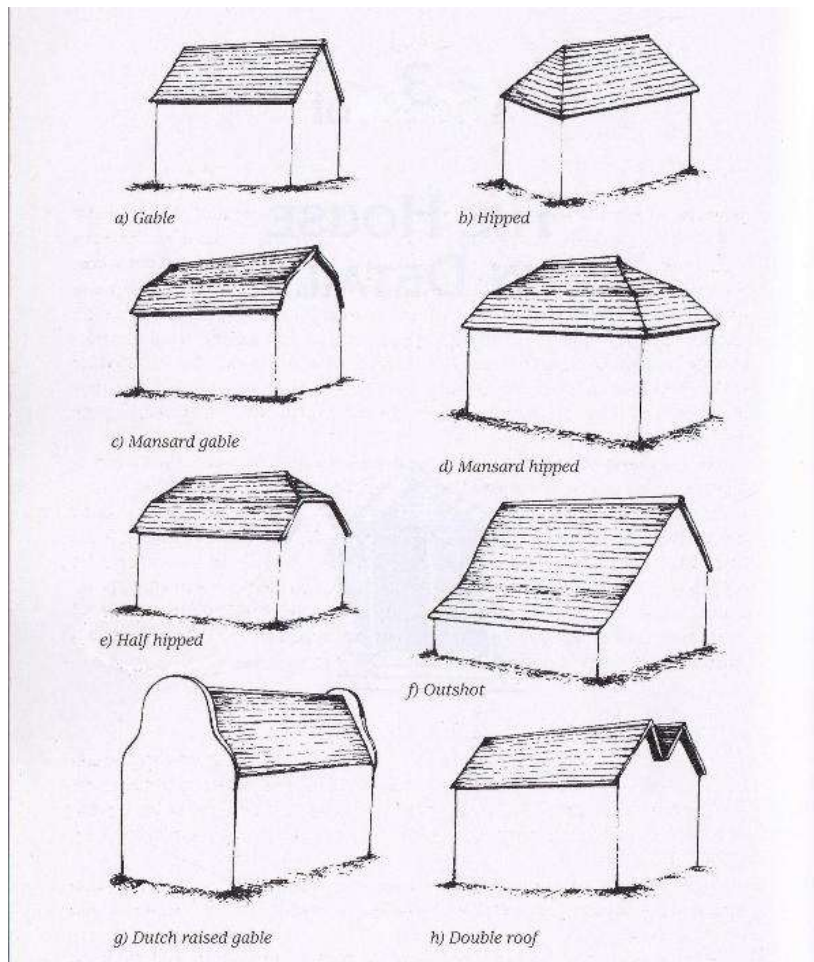 a) Gable
b) Hipped
c) Mansard gable
d) Mansard hipped
e) Half hipped
f) Outshot
g) Dutch raised gable
h) Double roof